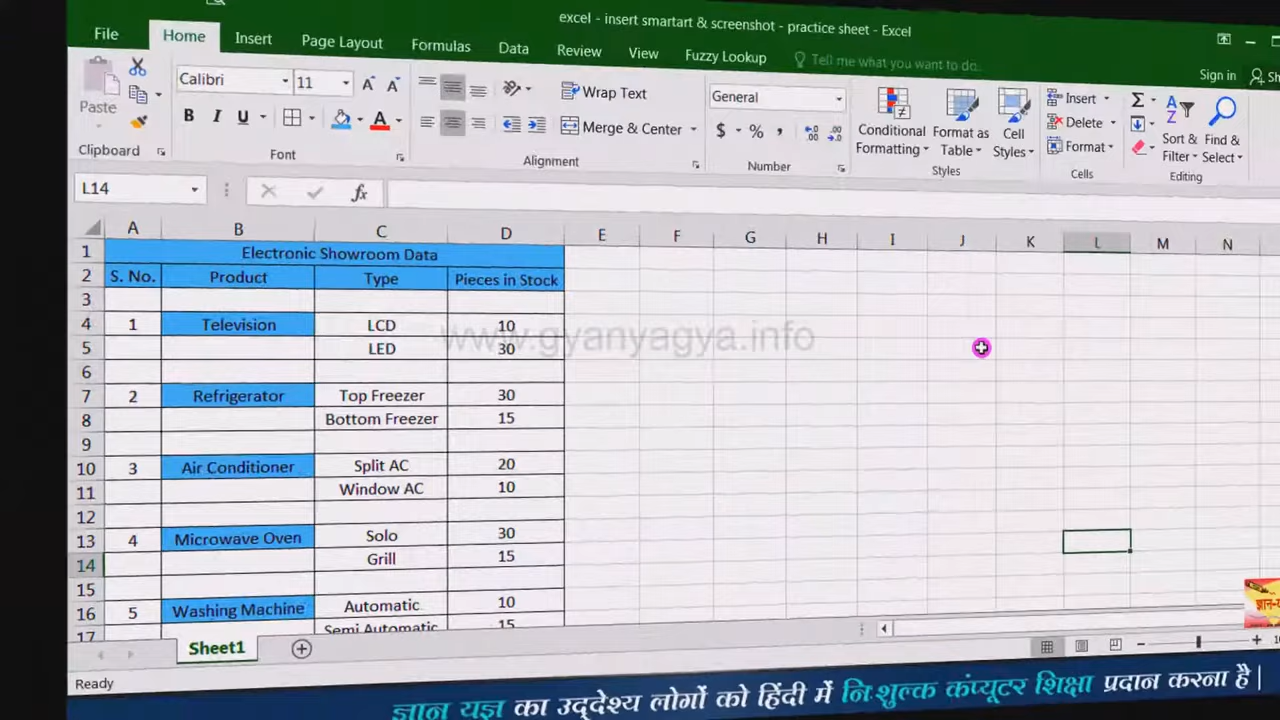 excel - insert smartart & screenshot - practice sheet - Excel
File Home Insert Page Layout Formulas Data Review View Fuzzy Lookup Tell me what you want to do. Sign in
Paste
Clipboard
Calibri 11
B I U A
Font
Wrap Text
Merge & Center
Alignment
General
$ % ,
Number
Conditional Formatting
Format as Table
Cell Styles
Styles
Insert
Delete
Format
Cells
Sort & Filter
Find & Select
Editing
L14
fx
A B C D E F G H I J K L M N
1 Electronic Showroom Data
2 S. No. Product Type Pieces in Stock
3
4 1 Television LCD 10
5 LED 30
6
7 2 Refrigerator Top Freezer 30
8 Bottom Freezer 15
9
10 3 Air Conditioner Split AC 20
11 Window AC 10
12
13 4 Microwave Oven Solo 30
14 Grill 15
15
16 5 Washing Machine Automatic 10
17 Semi Automatic 15
www.gyanyagya.info
Sheet1
Ready
ज्ञान यज्ञ का उद्देश्य लोगों को हिंदी में निःशुल्क कंप्यूटर शिक्षा प्रदान करना है |